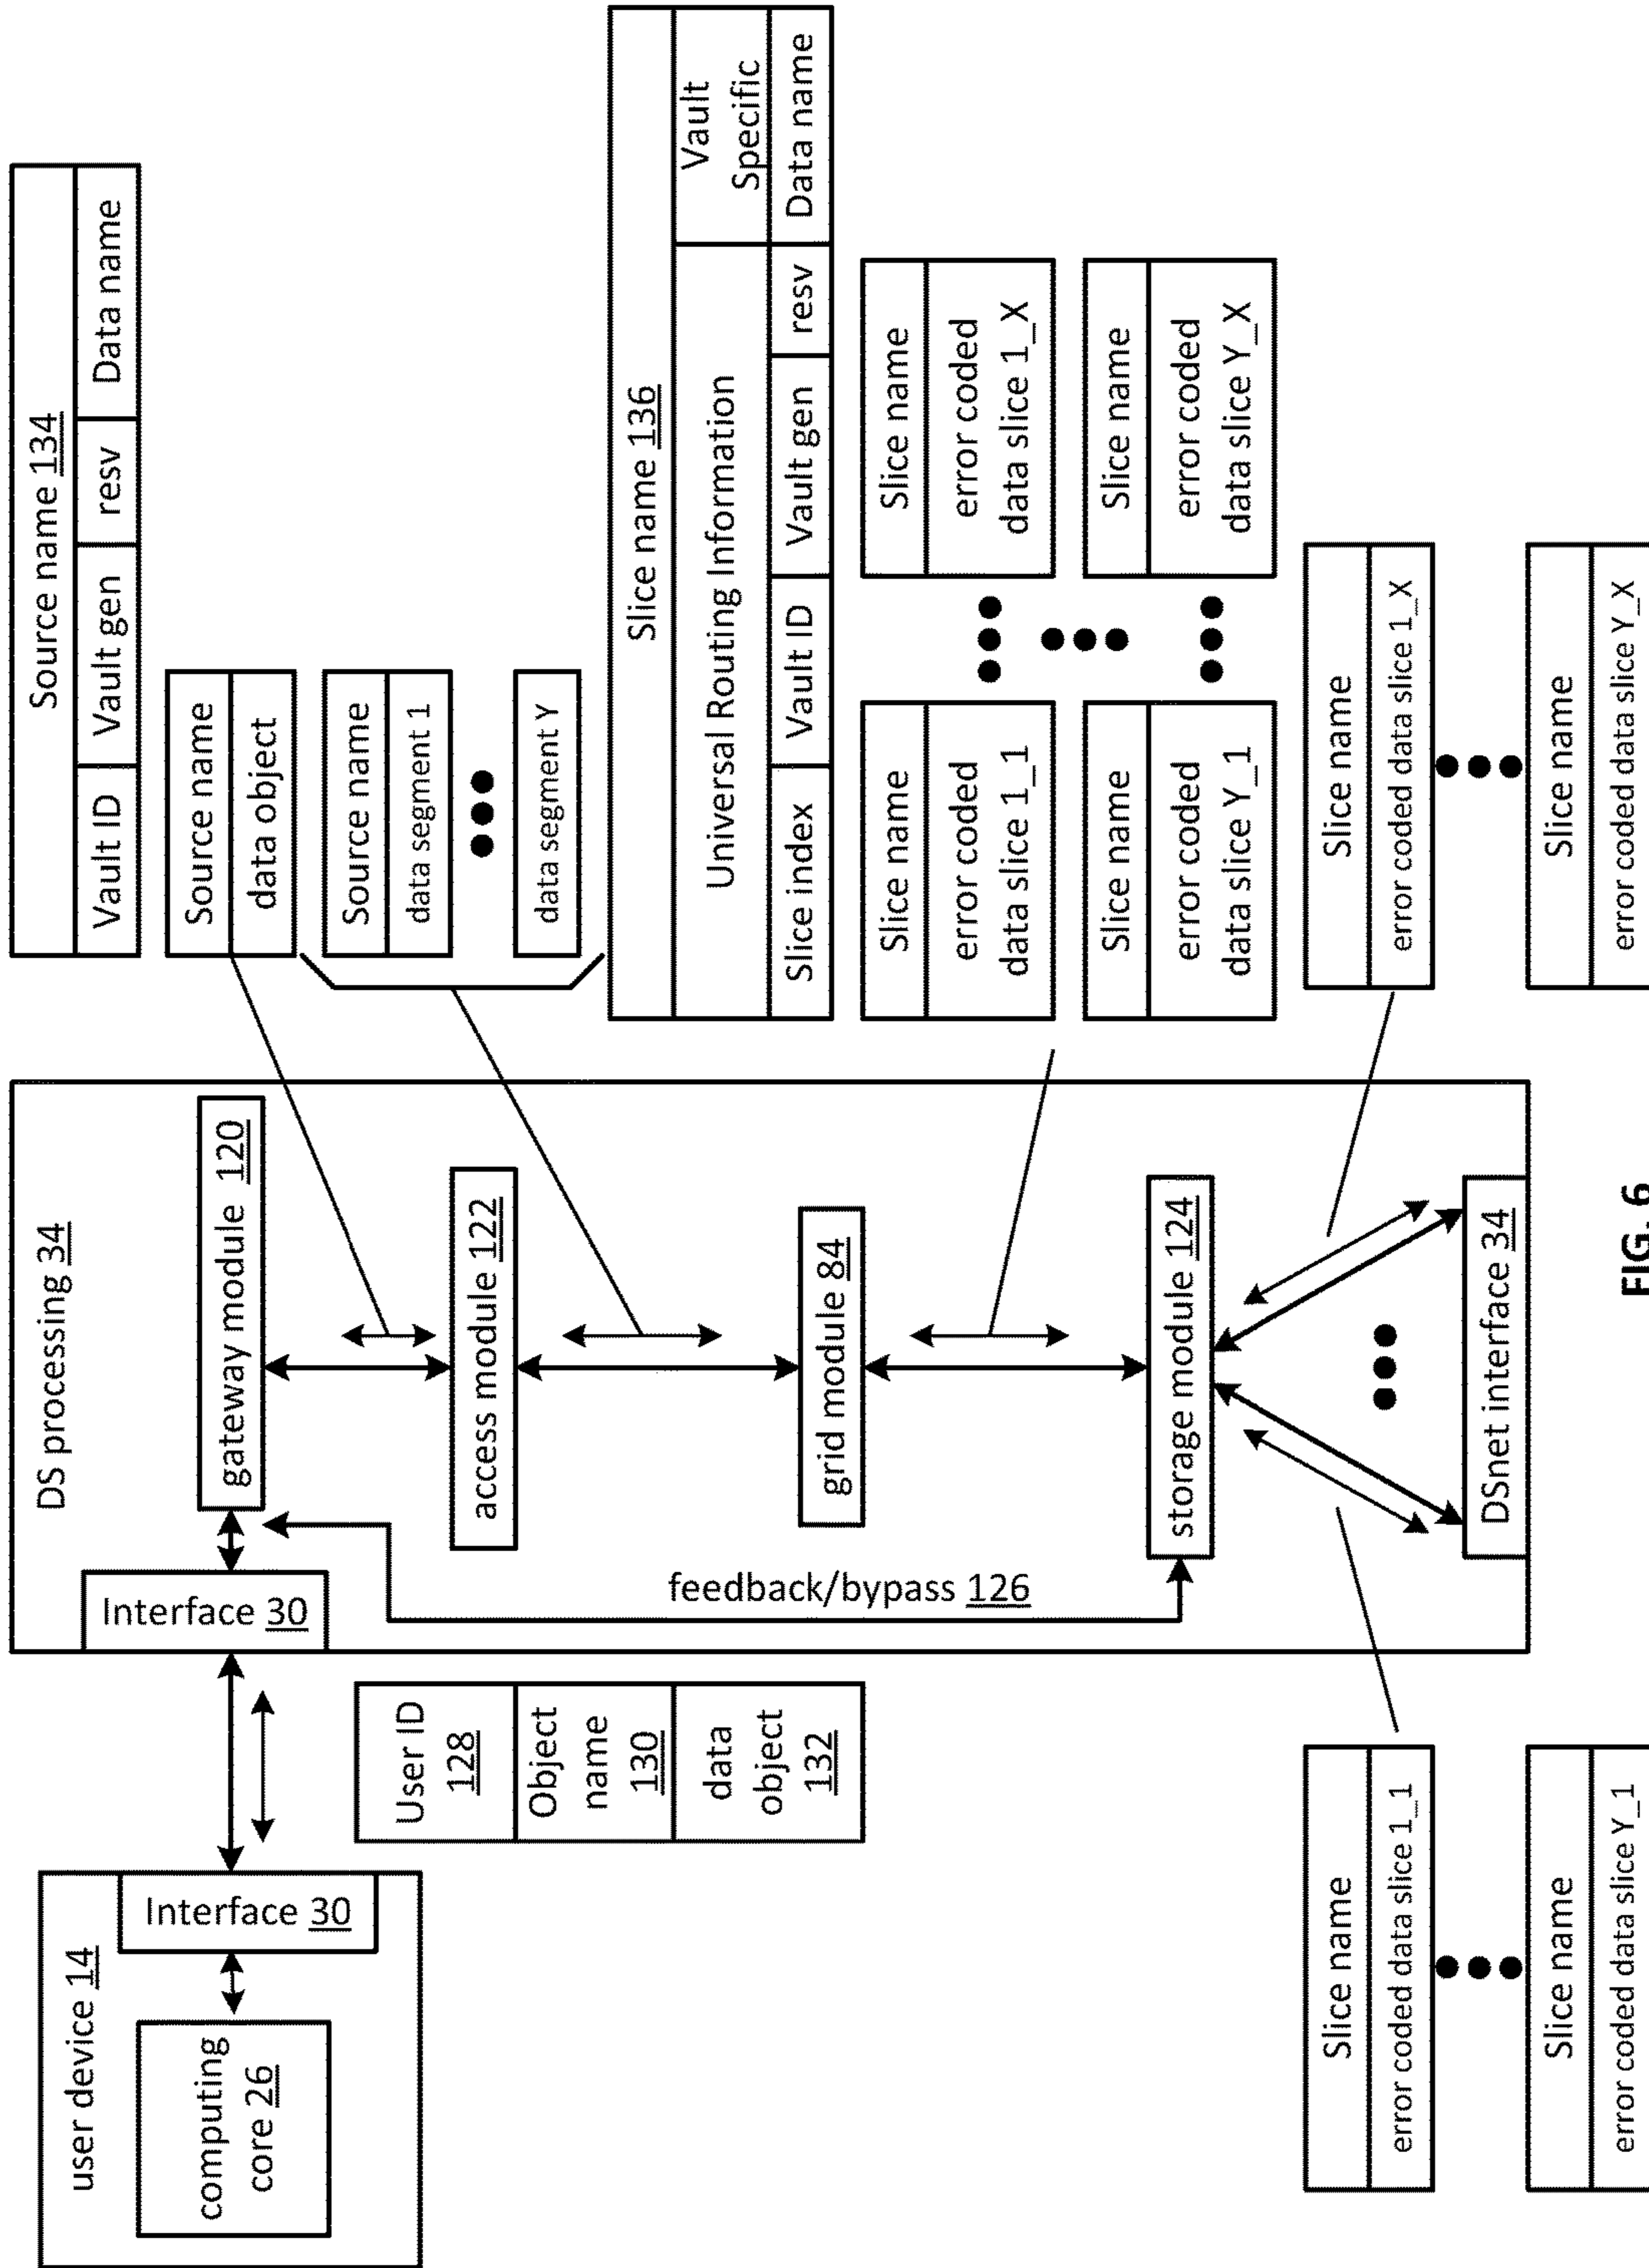 user device 14
computing
core 26
Interface 30
User ID
128
Object
name
130
data
object
132
DS processing 34
Interface 30
gateway module 120
access module 122
feedback/bypass 126
grid module 84
storage module 124
DSnet interface 34
Source name 134
Vault ID
Vault gen
resv
Data name
Source name
data object
Source name
data segment 1
data segment Y
Slice name 136
Universal Routing Information
Vault
Specific
Slice index
Vault ID
Vault gen
resv
Data name
Slice name
error coded
data slice 1_1
Slice name
error coded
data slice 1_X
Slice name
error coded
data slice Y_1
Slice name
error coded
data slice Y_X
Slice name
error coded data slice 1_1
Slice name
error coded data slice Y_1
Slice name
error coded data slice 1_X
Slice name
error coded data slice Y_X
FIG. 6